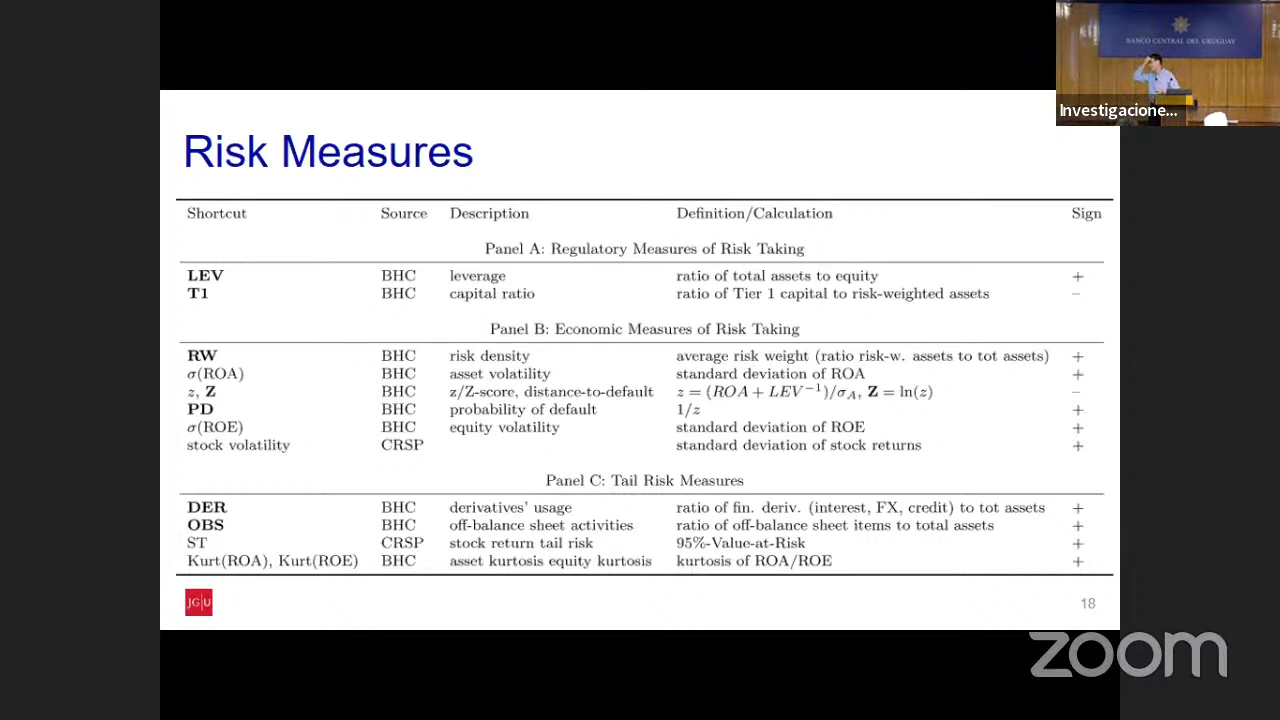 BANCO CENTRAL DEL URUGUAY
Investigacione...
Risk Measures
Shortcut Source Description Definition/Calculation Sign
Panel A: Regulatory Measures of Risk Taking
LEV BHC leverage ratio of total assets to equity +
T1 BHC capital ratio ratio of Tier 1 capital to risk-weighted assets –
Panel B: Economic Measures of Risk Taking
RW BHC risk density average risk weight (ratio risk-w. assets to tot assets) +
σ(ROA) BHC asset volatility standard deviation of ROA +
z, Z BHC z/Z-score, distance-to-default z = (ROA + LEV⁻¹)/σ_A, Z = ln(z) –
PD BHC probability of default 1/z +
σ(ROE) BHC equity volatility standard deviation of ROE +
stock volatility CRSP standard deviation of stock returns +
Panel C: Tail Risk Measures
DER BHC derivatives' usage ratio of fin. deriv. (interest, FX, credit) to tot assets +
OBS BHC off-balance sheet activities ratio of off-balance sheet items to total assets +
ST CRSP stock return tail risk 95%-Value-at-Risk +
Kurt(ROA), Kurt(ROE) BHC asset kurtosis equity kurtosis kurtosis of ROA/ROE +
JG|U
18
zoom